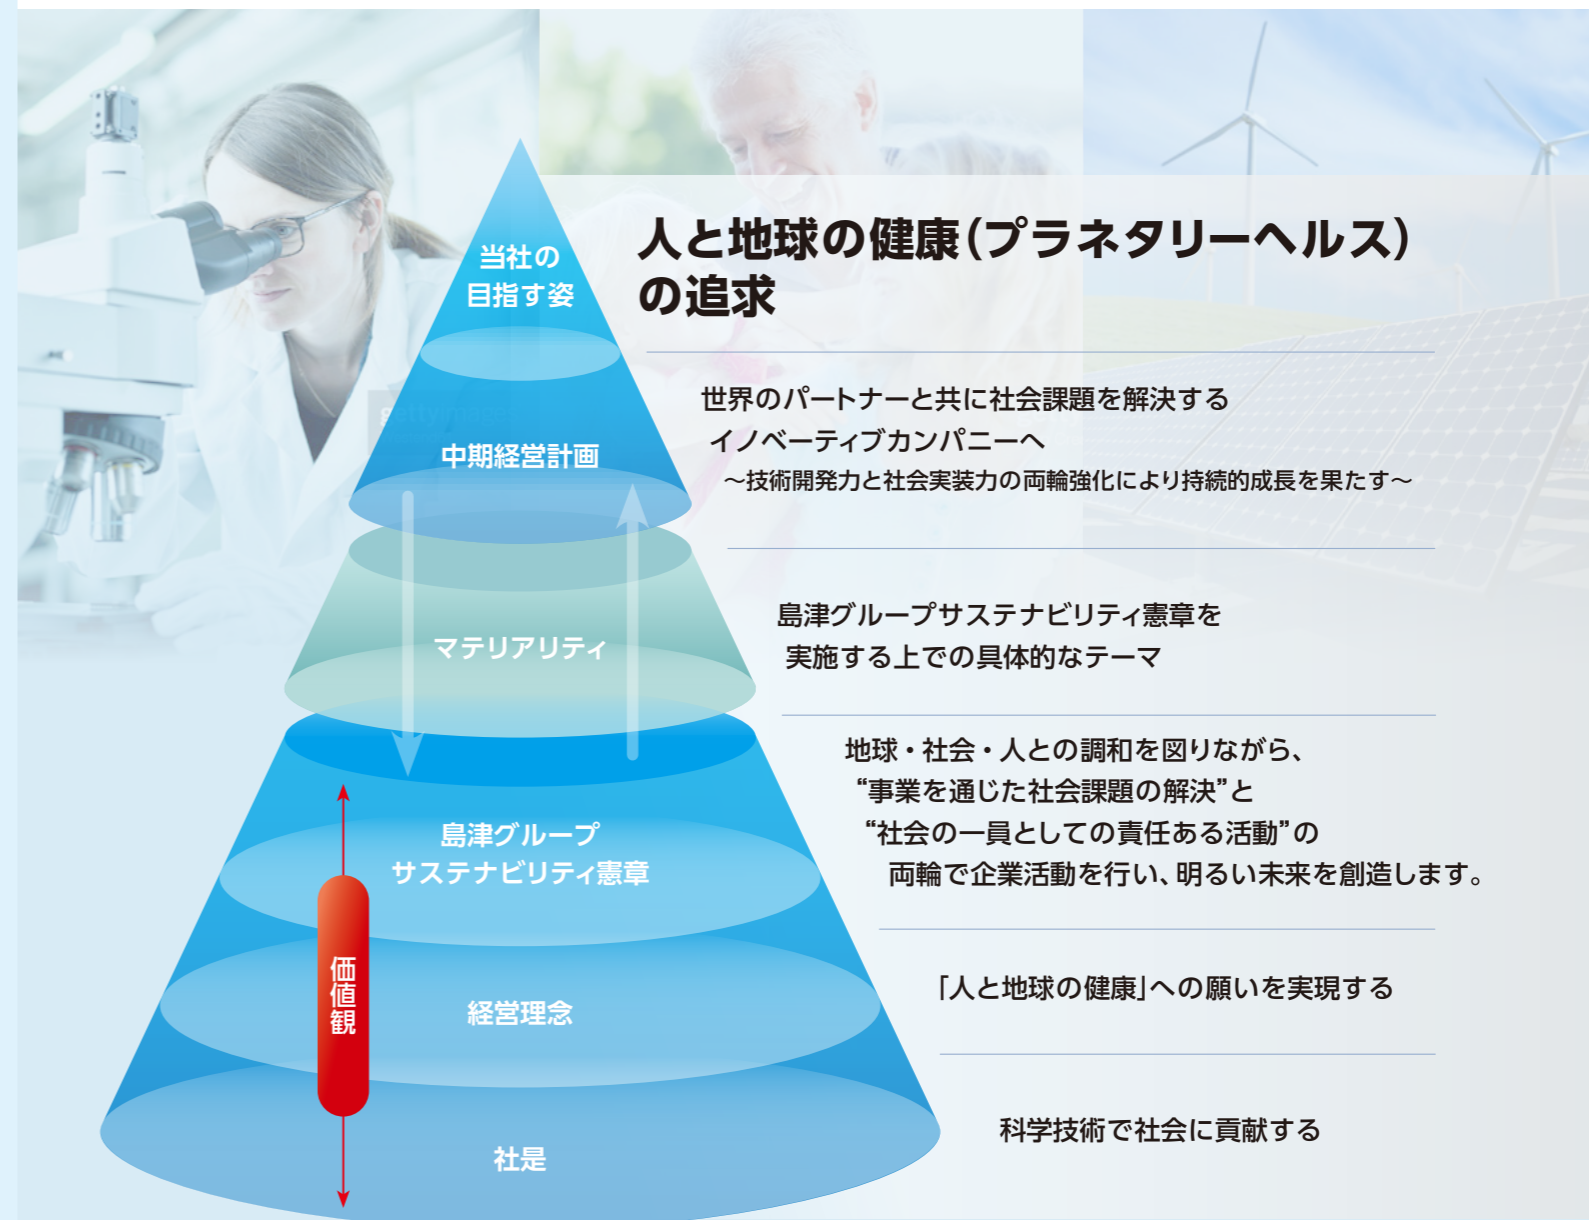 当社の
目指す姿
人と地球の健康（プラネタリーヘルス）
の追求
中期経営計画
世界のパートナーと共に社会課題を解決する
イノベーティブカンパニーへ
～技術開発力と社会実装力の両輪強化により持続的成長を果たす～
マテリアリティ
島津グループサステナビリティ憲章を
実施する上での具体的なテーマ
島津グループ
サステナビリティ憲章
地球・社会・人との調和を図りながら、
“事業を通じた社会課題の解決”と
“社会の一員としての責任ある活動”の
両輪で企業活動を行い、明るい未来を創造します。
価値観
経営理念
「人と地球の健康」への願いを実現する
社是
科学技術で社会に貢献する